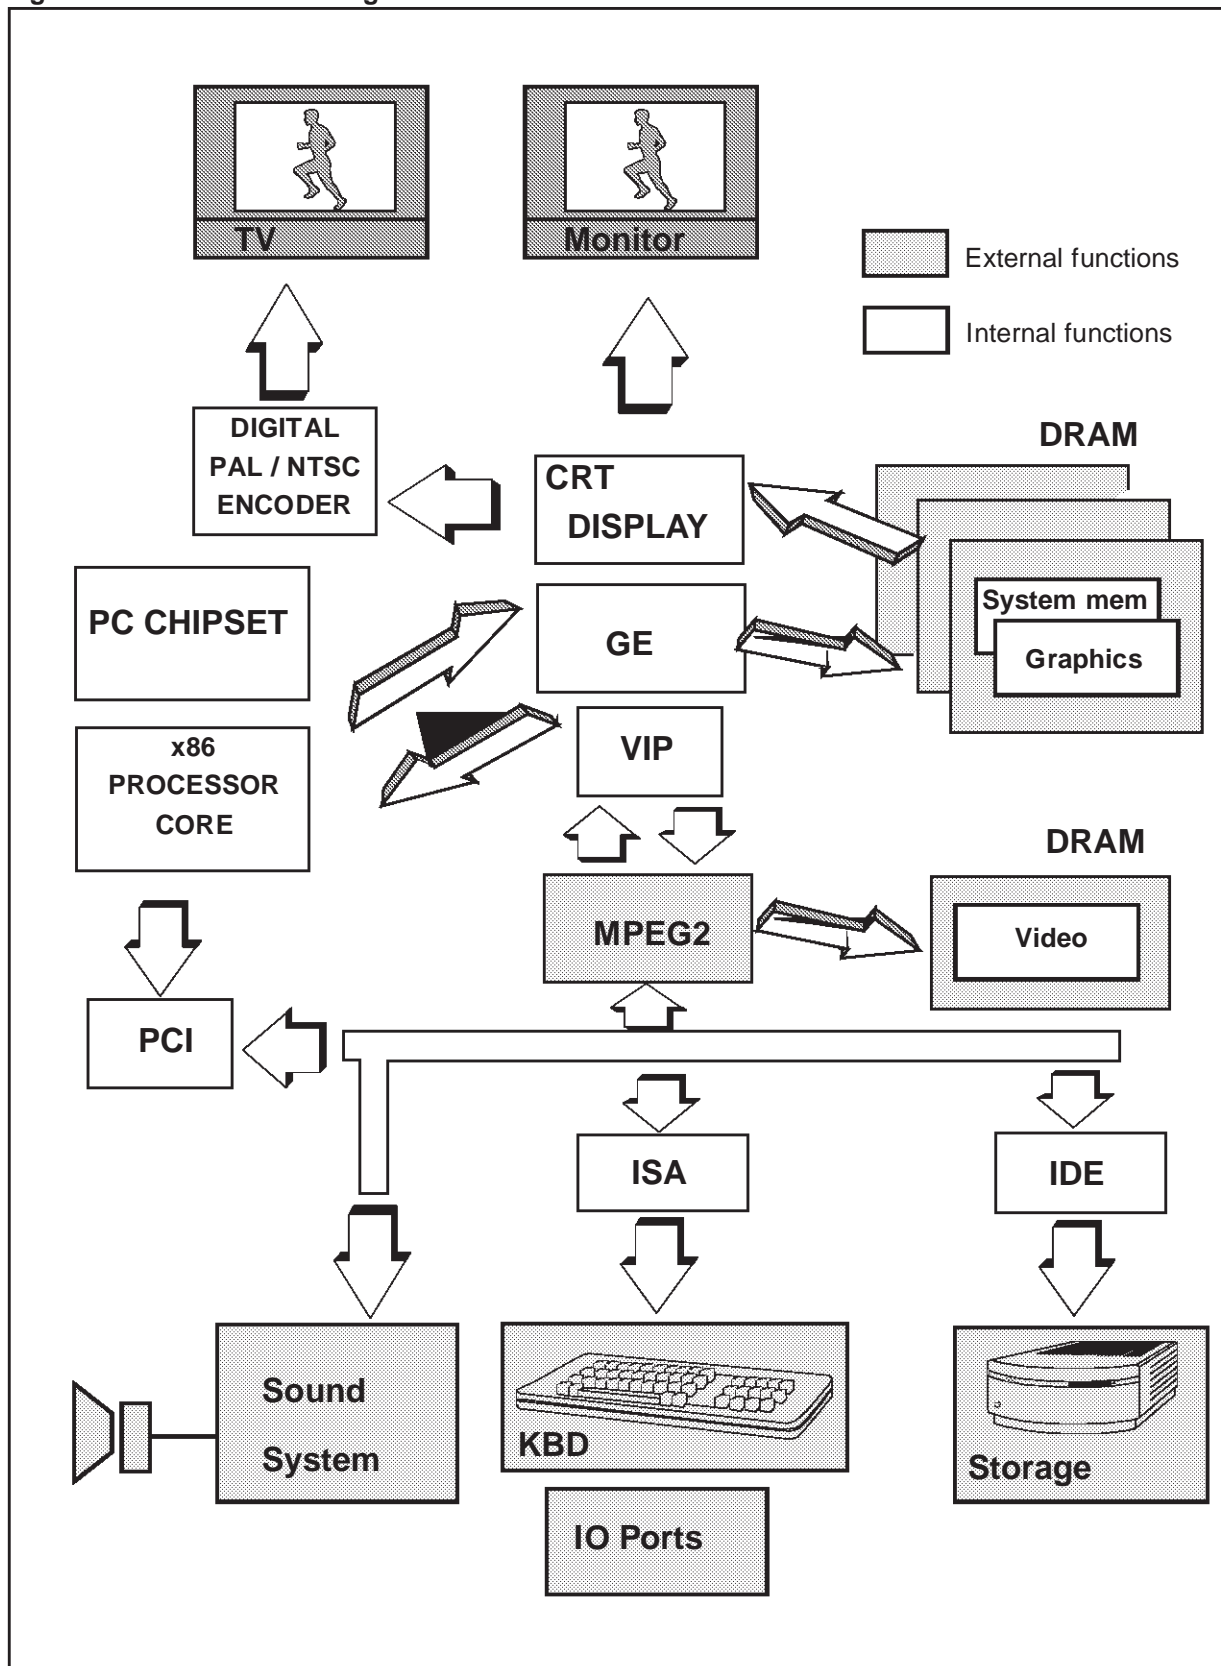 TV
Monitor
External functions
Internal functions
DIGITAL
PAL / NTSC
ENCODER
CRT
DISPLAY
DRAM
PC CHIPSET
GE
System mem
Graphics
x86
PROCESSOR
CORE
VIP
DRAM
MPEG2
Video
PCI
ISA
IDE
Sound
System
KBD
Storage
IO Ports